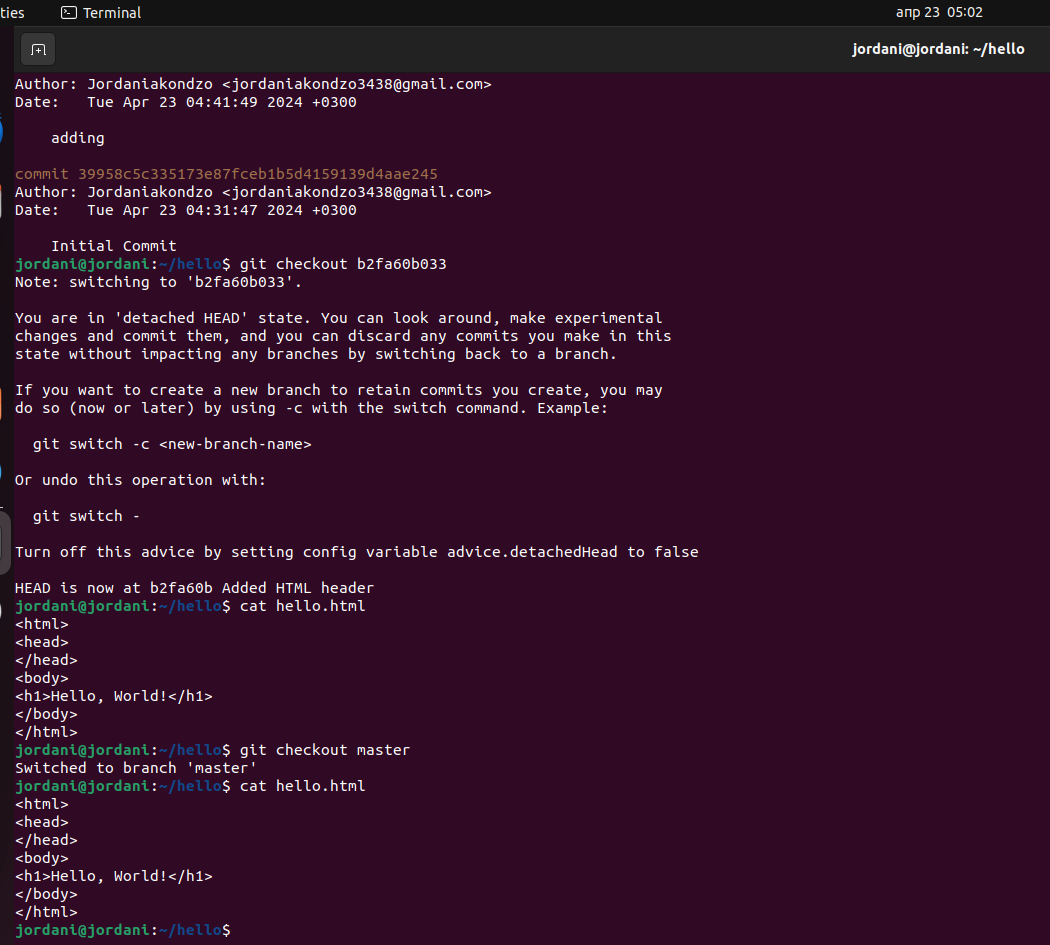 ties
Terminal
апр 23 05:02
jordani@jordani: ~/hello
Author: Jordaniakondzo <jordaniakondzo3438@gmail.com>
Date:   Tue Apr 23 04:41:49 2024 +0300
    adding
commit 39958c5c335173e87fceb1b5d4159139d4aae245
Author: Jordaniakondzo <jordaniakondzo3438@gmail.com>
Date:   Tue Apr 23 04:31:47 2024 +0300
    Initial Commit
jordani@jordani:~/hello$ git checkout b2fa60b033
Note: switching to 'b2fa60b033'.
You are in 'detached HEAD' state. You can look around, make experimental
changes and commit them, and you can discard any commits you make in this
state without impacting any branches by switching back to a branch.
If you want to create a new branch to retain commits you create, you may
do so (now or later) by using -c with the switch command. Example:
  git switch -c <new-branch-name>
Or undo this operation with:
  git switch -
Turn off this advice by setting config variable advice.detachedHead to false
HEAD is now at b2fa60b Added HTML header
jordani@jordani:~/hello$ cat hello.html
<html>
<head>
</head>
<body>
<h1>Hello, World!</h1>
</body>
</html>
jordani@jordani:~/hello$ git checkout master
Switched to branch 'master'
jordani@jordani:~/hello$ cat hello.html
<html>
<head>
</head>
<body>
<h1>Hello, World!</h1>
</body>
</html>
jordani@jordani:~/hello$